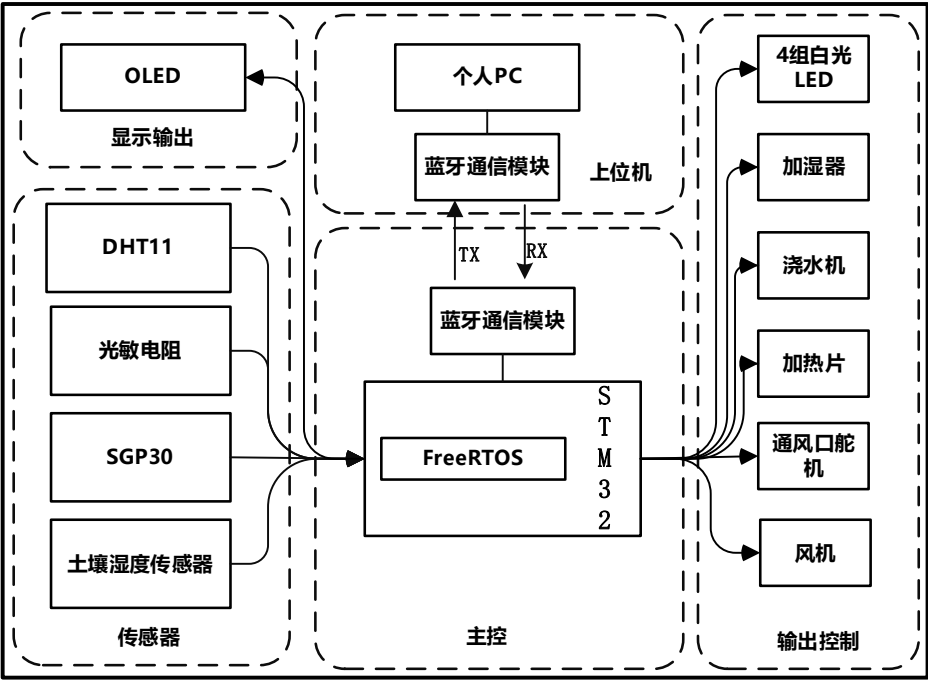 OLED
显示输出
DHT11
光敏电阻
SGP30
土壤湿度传感器
传感器
个人PC
蓝牙通信模块
上位机
TX
RX
蓝牙通信模块
FreeRTOS
S
T
M
3
2
主控
4组白光
LED
加湿器
浇水机
加热片
通风口舵
机
风机
输出控制